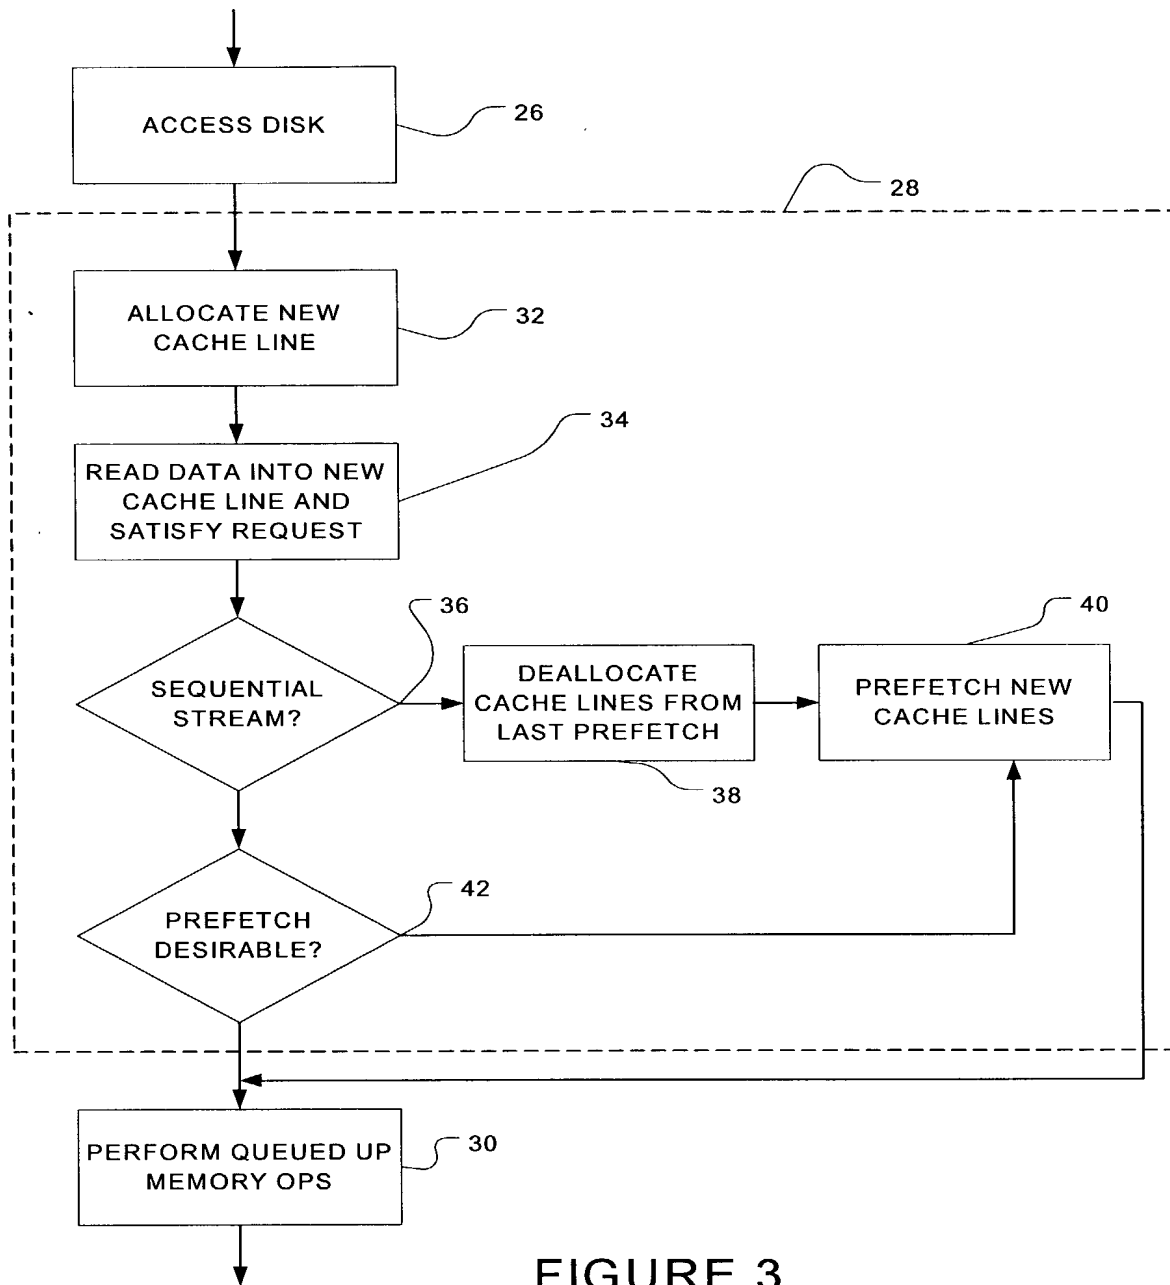 ACCESS DISK
26
28
ALLOCATE NEW
CACHE LINE
32
34
READ DATA INTO NEW
CACHE LINE AND
SATISFY REQUEST
36
40
SEQUENTIAL
STREAM?
DEALLOCATE
CACHE LINES FROM
LAST PREFETCH
PREFETCH NEW
CACHE LINES
38
42
PREFETCH
DESIRABLE?
PERFORM QUEUED UP
MEMORY OPS
30
FIGURE 3